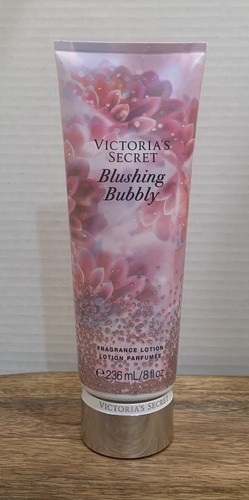 VICTORIA'S
SECRET
Blushing
Bubbly
FRAGRANCE LOTION
LOTION PARFUMÉE
℮ 236 mL/8 fl oz
VICTORIA'S SECRET